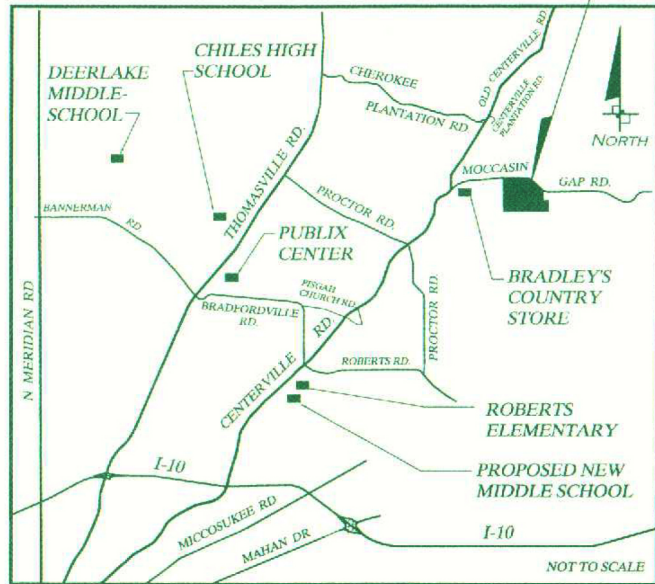 CHILES HIGH
SCHOOL
DEERLAKE
MIDDLE-
SCHOOL
CHEROKEE
PLANTATION RD.
OLD CENTERVILLE RD.
CENTERVILLE
PLANTATION RD.
NORTH
MOCCASIN
GAP RD.
THOMASVILLE RD.
PROCTOR RD.
BANNERMAN
RD.
PUBLIX
CENTER
PISGAH
CHURCH RD.
BRADFORDVILLE
RD.
BRADLEY'S
COUNTRY
STORE
N MERIDIAN RD
CENTERVILLE RD.
ROBERTS RD.
PROCTOR RD.
ROBERTS
ELEMENTARY
PROPOSED NEW
MIDDLE SCHOOL
I-10
MICCOSUKEE RD
MAHAN DR
I-10
NOT TO SCALE